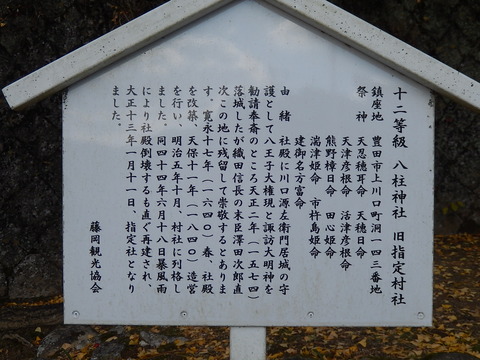 十二等級 八柱神社 旧指定村社
鎮座地 豊田市上川口町洞一四三番地
祭神 天忍穂耳命 天穂日命
天津彦根命 活津彦根命
熊野樟日命 田心姫命
湍津姫命 市杵島姫命
建御名方富命
由緒 社殿に川口源左衛門居城の守
護として八王子大権現と諏訪大明神を
勧請奉斎のところ天正二年(一五七四)
落城したが織田信長の末臣澤田次郎直
次この地に残留して崇敬するとありま
す。寛永十七年(一六四〇)春、社殿
を改築、天保十一年(一八四〇)造営
を行い、明治五年十月、村社に列格し
ました。同四十四年六月十八日暴風雨
により社殿倒壊するも直ぐ再建され、
大正十三年一月十一日、指定社となり
ました。
藤岡観光協会